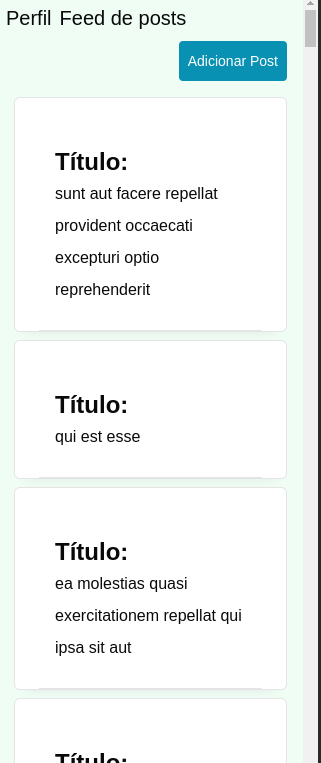 Perfil Feed de posts
Adicionar Post
Título:
sunt aut facere repellat
provident occaecati
excepturi optio
reprehenderit
Título:
qui est esse
Título:
ea molestias quasi
exercitationem repellat qui
ipsa sit aut
Título: